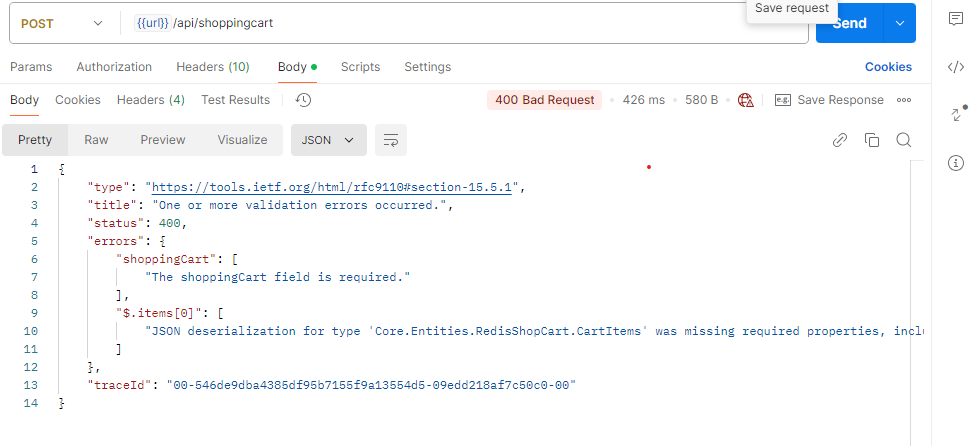 POST {{url}} /api/shoppingcart Save request Send
Params Authorization Headers (10) Body Scripts Settings Cookies
Body Cookies Headers (4) Test Results 400 Bad Request 426 ms 580 B e.g. Save Response
Pretty Raw Preview Visualize JSON
1 {
2 "type": "https://tools.ietf.org/html/rfc9110#section-15.5.1",
3 "title": "One or more validation errors occurred.",
4 "status": 400,
5 "errors": {
6 "shoppingCart": [
7 "The shoppingCart field is required."
8 ],
9 "$.items[0]": [
10 "JSON deserialization for type 'Core.Entities.RedisShopCart.CartItems' was missing required properties, inclu
11 ]
12 },
13 "traceId": "00-546de9dba4385df95b7155f9a13554d5-09edd218af7c50c0-00"
14 }